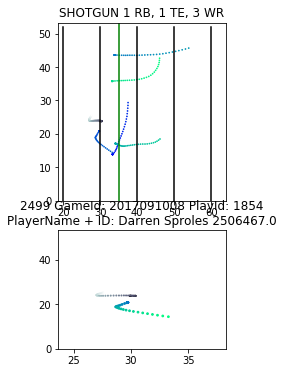 SHOTGUN 1 RB, 1 TE, 3 WR
50
40
30
20
10
0
20 30 40 50 60
2499 GameId: 2017091008 PlayId: 1854
PlayerName + ID: Darren Sproles 2506467.0
40
20
0
25 30 35